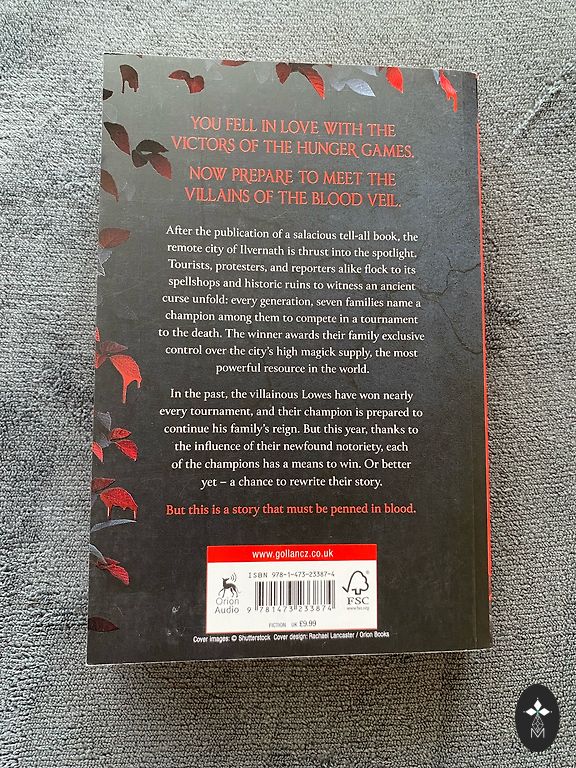 YOU FELL IN LOVE WITH THE
VICTORS OF THE HUNGER GAMES.
NOW PREPARE TO MEET THE
VILLAINS OF THE BLOOD VEIL.
After the publication of a salacious tell-all book, the
remote city of Ilvernath is thrust into the spotlight.
Tourists, protesters, and reporters alike flock to its
spellshops and historic ruins to witness an ancient
curse unfold: every generation, seven families name a
champion among them to compete in a tournament
to the death. The winner awards their family exclusive
control over the city's high magick supply, the most
powerful resource in the world.
In the past, the villainous Lowes have won nearly
every tournament, and their champion is prepared to
continue his family's reign. But this year, thanks to
the influence of their newfound notoriety, each
of the champions has a means to win. Or better
yet – a chance to rewrite their story.
But this is a story that must be penned in blood.
www.gollancz.co.uk
ISBN 978-1-473-23387-4
Orion
Audio
9 781473 233874
FSC
www.fsc.org
FICTION UK £9.99
Cover images: © Shutterstock Cover design: Rachael Lancaster / Orion Books
M